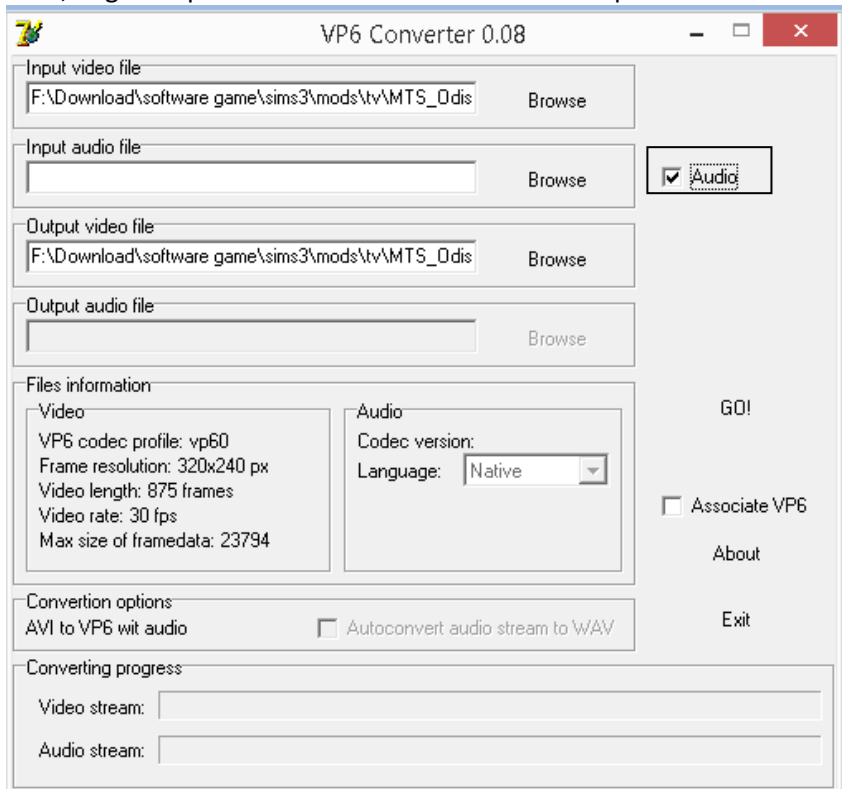 VP6 Converter 0.08
Input video file
F:\Download\software game\sims3\mods\tv\MTS_Odis
Browse
Input audio file
Browse
Audio
Output video file
F:\Download\software game\sims3\mods\tv\MTS_Odis
Browse
Output audio file
Browse
Files information
Video
VP6 codec profile: vp60
Frame resolution: 320x240 px
Video length: 875 frames
Video rate: 30 fps
Max size of framedata: 23794
Audio
Codec version:
Language: Native
GO!
Associate VP6
About
Exit
Convertion options
AVI to VP6 wit audio
Autoconvert audio stream to WAV
Converting progress
Video stream:
Audio stream: